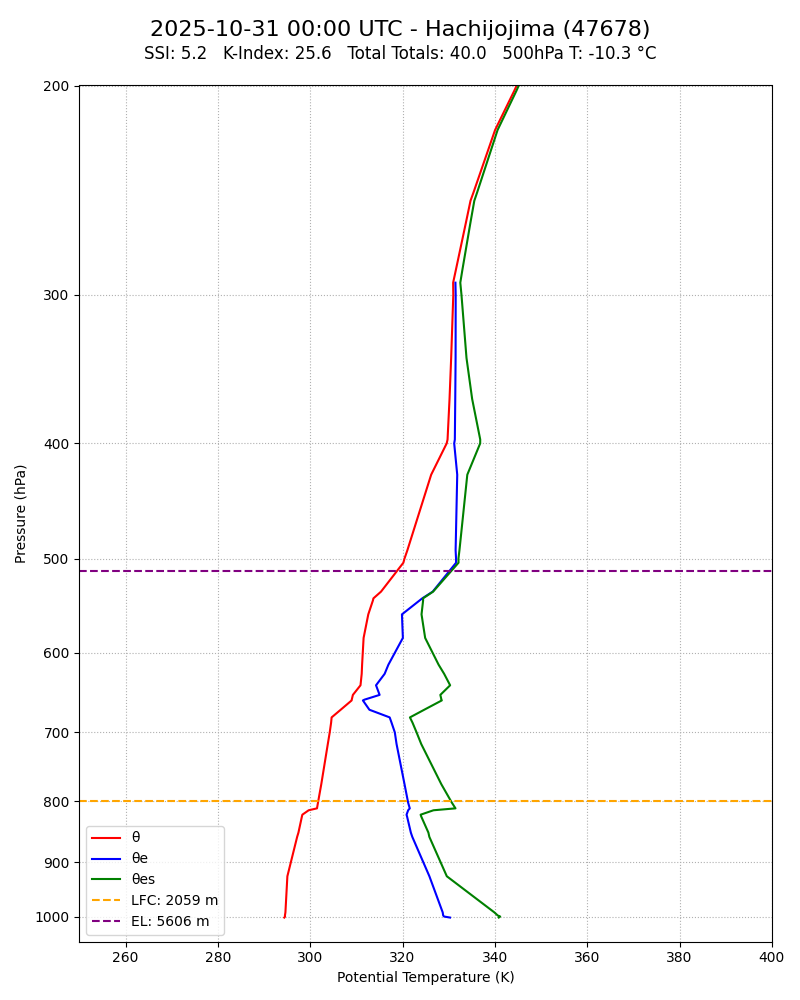 2025-10-31 00:00 UTC - Hachijojima (47678)
SSI: 5.2   K-Index: 25.6   Total Totals: 40.0   500hPa T: -10.3 °C
200
300
400
500
600
700
800
900
1000
Pressure (hPa)
θ
θe
θes
LFC: 2059 m
EL: 5606 m
260 280 300 320 340 360 380 400
Potential Temperature (K)